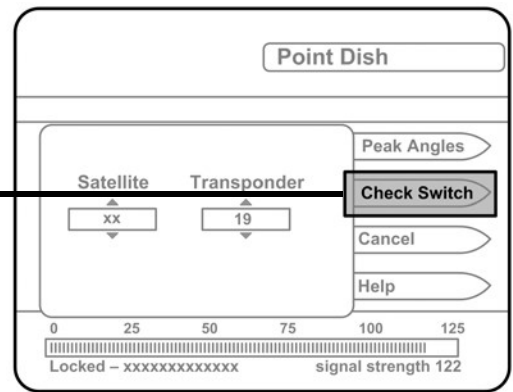 Point Dish
Peak Angles
Satellite Transponder
Check Switch
xx 19
Cancel
Help
0 25 50 75 100 125
Locked – xxxxxxxxxxxxx signal strength 122